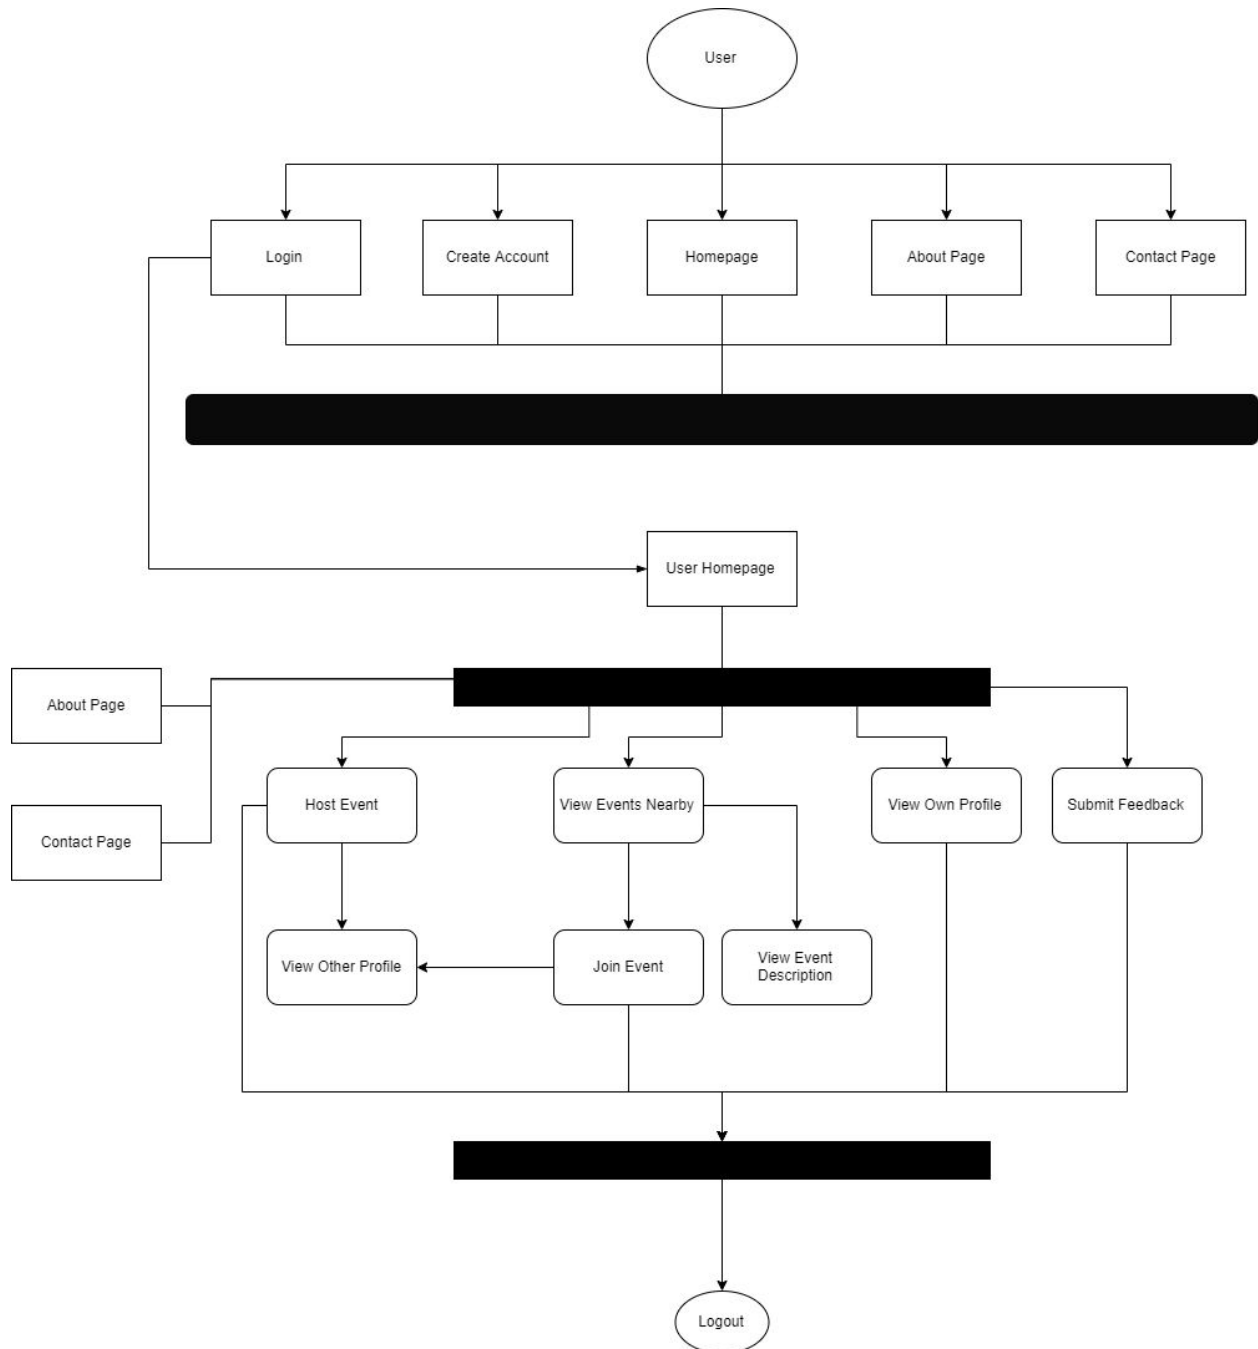 User
Login
Create Account
Homepage
About Page
Contact Page
User Homepage
About Page
Contact Page
Host Event
View Events Nearby
View Own Profile
Submit Feedback
View Other Profile
Join Event
View Event
Description
Logout